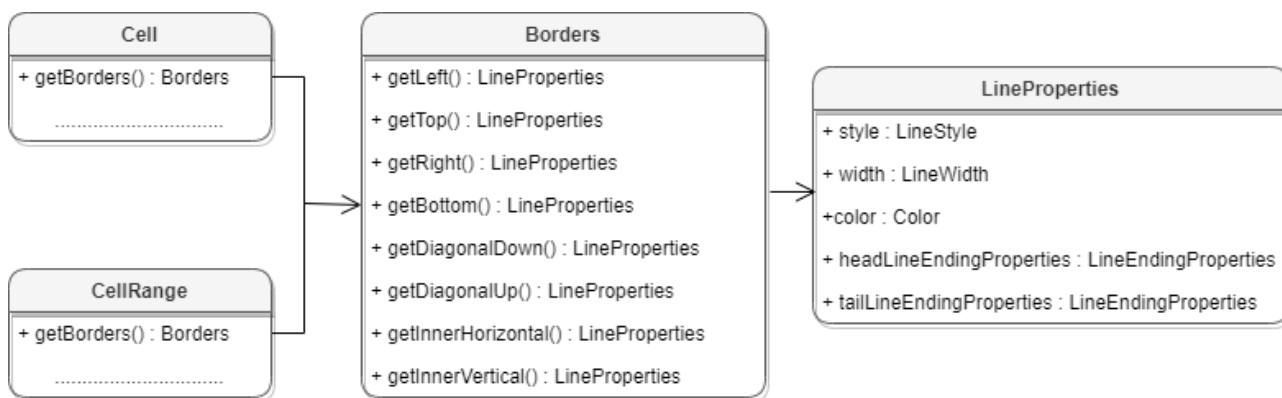 Cell
+ getBorders() : Borders
................................
CellRange
+ getBorders() : Borders
................................
Borders
+ getLeft() : LineProperties
+ getTop() : LineProperties
+ getRight() : LineProperties
+ getBottom() : LineProperties
+ getDiagonalDown() : LineProperties
+ getDiagonalUp() : LineProperties
+ getInnerHorizontal() : LineProperties
+ getInnerVertical() : LineProperties
LineProperties
+ style : LineStyle
+ width : LineWidth
+color : Color
+ headLineEndingProperties : LineEndingProperties
+ tailLineEndingProperties : LineEndingProperties